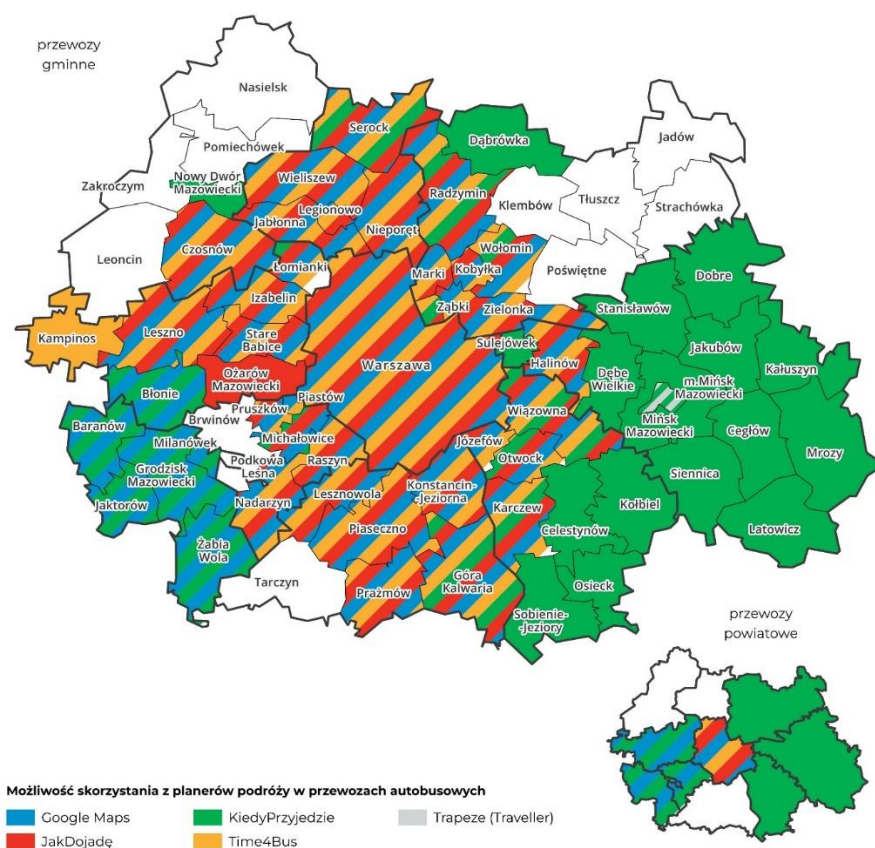 przewozy
gminne
Nasielsk
Serock
Jadów
Dąbrówka
Pomiechówek
Nowy Dwór
Mazowiecki
Zakroczym
Wieliszew
Radzymin
Klembów
Tłuszcz
Strachówka
Legionowo
Jabłonna
Nieporęt
Czosnów
Leoncin
Łomianki
Wołomin
Marki
Kobyłka
Poświętne
Dobre
Izabelin
Ząbki
Zielonka
Stanisławów
Kampinos
Leszno
Stare
Babice
Sulejówek
Jakubów
Warszawa
Halinów
Dębe
Wielkie
Kałuszyn
Ożarów
Mazowiecki
m.Mińsk
Mazowiecki
Błonie
Piastów
Wiązowna
Mińsk
Mazowiecki
Cegłów
Mrozy
Brwinów
Pruszków
Baranów
Milanówek
Michałowice
Józefów
Raszyn
Otwock
Siennica
Podkowa
Leśna
Grodzisk
Mazowiecki
Lesznowola
Konstancin-
-Jeziorna
Jaktorów
Nadarzyn
Karczew
Kołbiel
Piaseczno
Celestynów
Latowicz
Żabia
Wola
Tarczyn
Prażmów
Góra
Kalwaria
Osieck
Sobienie-
-Jeziory
przewozy
powiatowe
Możliwość skorzystania z planerów podróży w przewozach autobusowych
Google Maps
KiedyPrzyjedzie
Trapeze (Traveller)
JakDojadę
Time4Bus